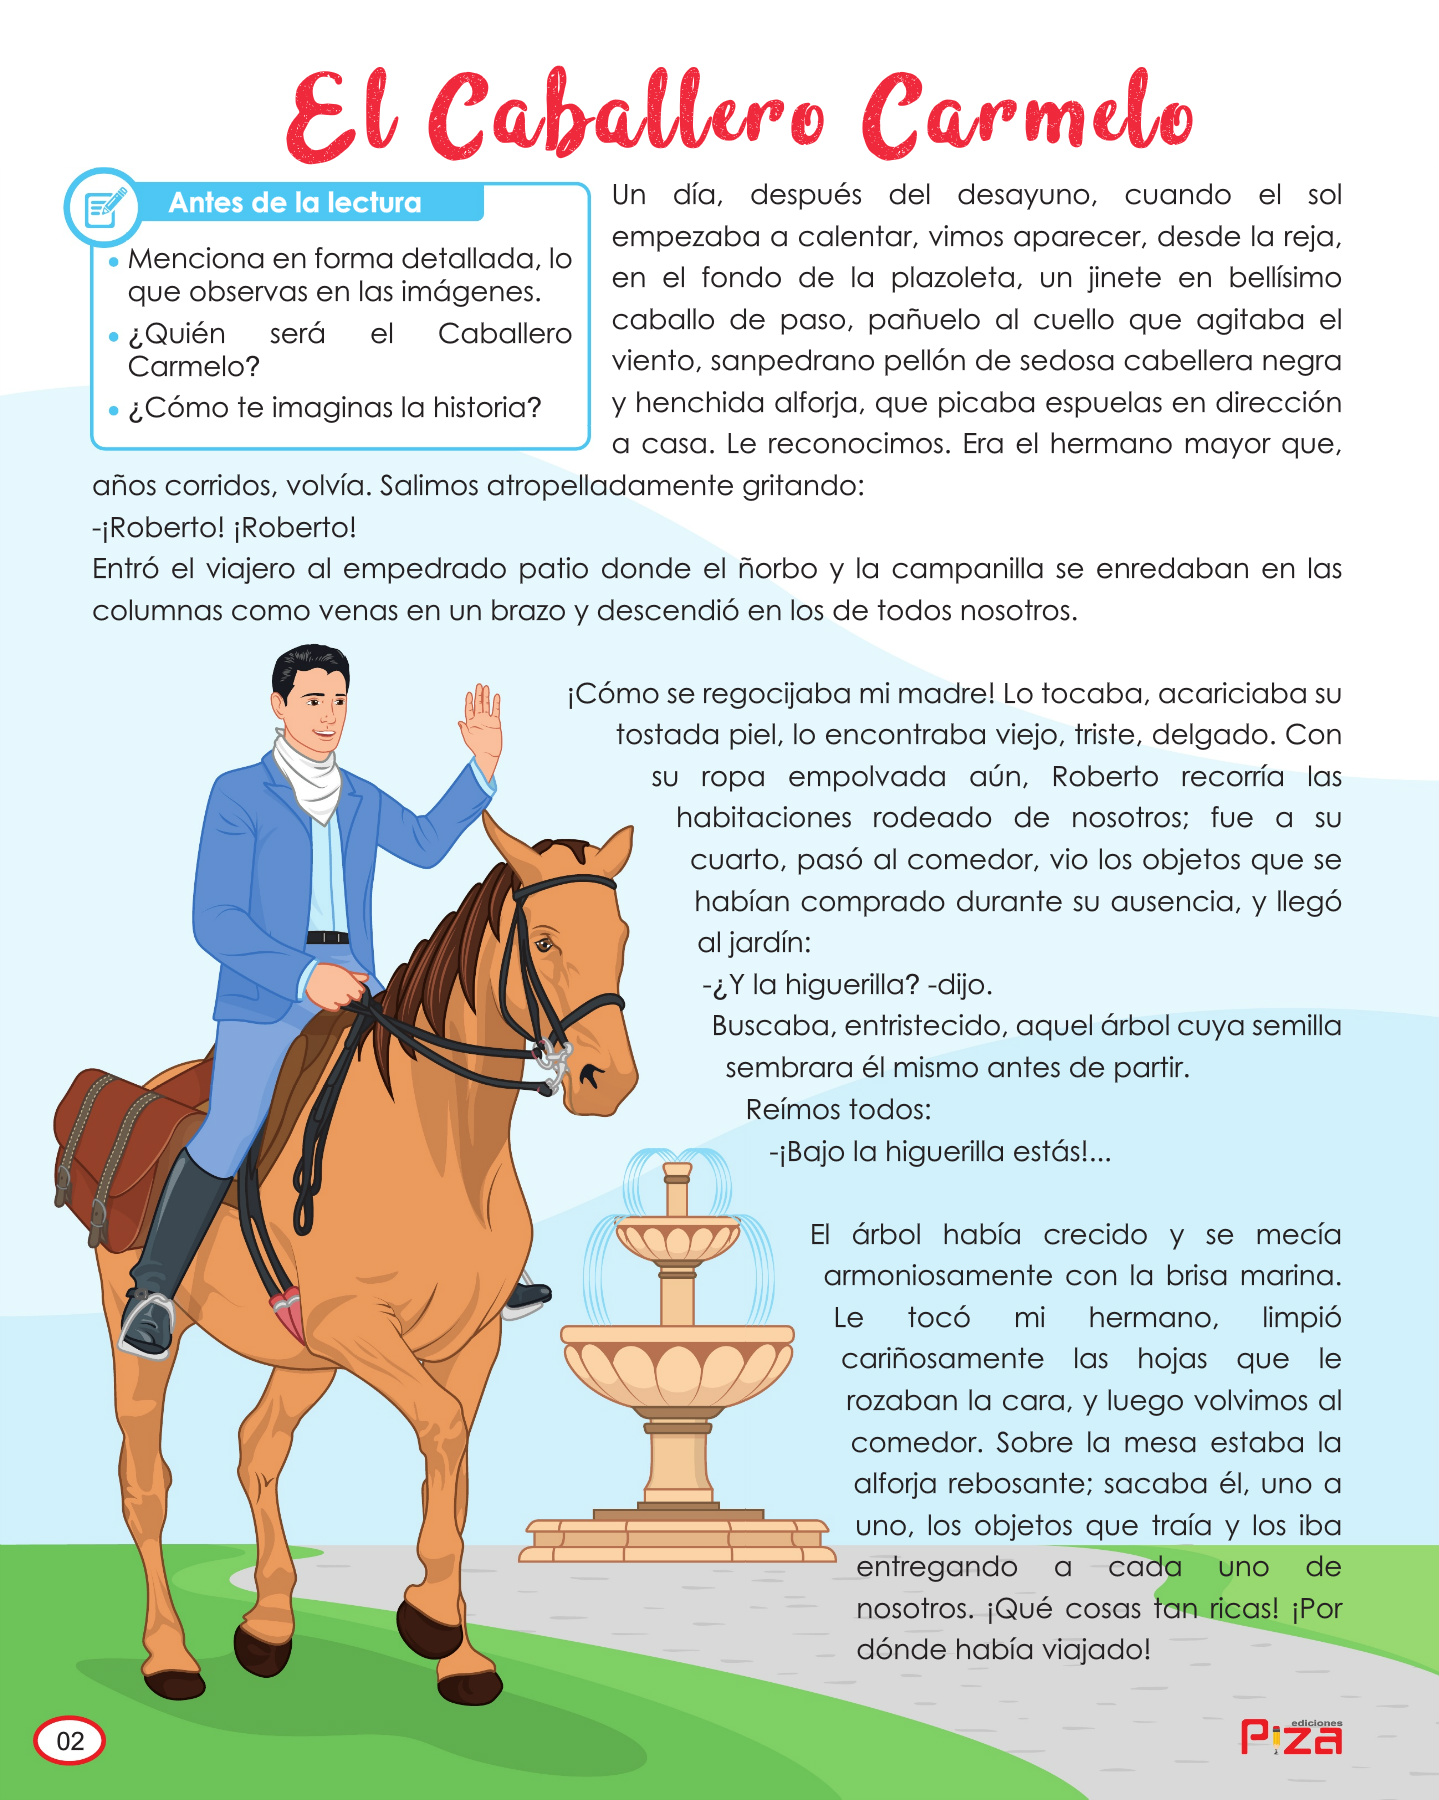 El Caballero Carmelo
Antes de la lectura
• Menciona en forma detallada, lo
que observas en las imágenes.
• ¿Quién será el Caballero
Carmelo?
• ¿Cómo te imaginas la historia?
Un día, después del desayuno, cuando el sol
empezaba a calentar, vimos aparecer, desde la reja,
en el fondo de la plazoleta, un jinete en bellísimo
caballo de paso, pañuelo al cuello que agitaba el
viento, sanpedrano pellón de sedosa cabellera negra
y henchida alforja, que picaba espuelas en dirección
a casa. Le reconocimos. Era el hermano mayor que,
años corridos, volvía. Salimos atropelladamente gritando:
-¡Roberto! ¡Roberto!
Entró el viajero al empedrado patio donde el ñorbo y la campanilla se enredaban en las
columnas como venas en un brazo y descendió en los de todos nosotros.
¡Cómo se regocijaba mi madre! Lo tocaba, acariciaba su
tostada piel, lo encontraba viejo, triste, delgado. Con
su ropa empolvada aún, Roberto recorría las
habitaciones rodeado de nosotros; fue a su
cuarto, pasó al comedor, vio los objetos que se
habían comprado durante su ausencia, y llegó
al jardín:
-¿Y la higuerilla? -dijo.
Buscaba, entristecido, aquel árbol cuya semilla
sembrara él mismo antes de partir.
Reímos todos:
-¡Bajo la higuerilla estás!...
El árbol había crecido y se mecía
armoniosamente con la brisa marina.
Le tocó mi hermano, limpió
cariñosamente las hojas que le
rozaban la cara, y luego volvimos al
comedor. Sobre la mesa estaba la
alforja rebosante; sacaba él, uno a
uno, los objetos que traía y los iba
entregando a cada uno de
nosotros. ¡Qué cosas tan ricas! ¡Por
dónde había viajado!
02
ediciones
Piza